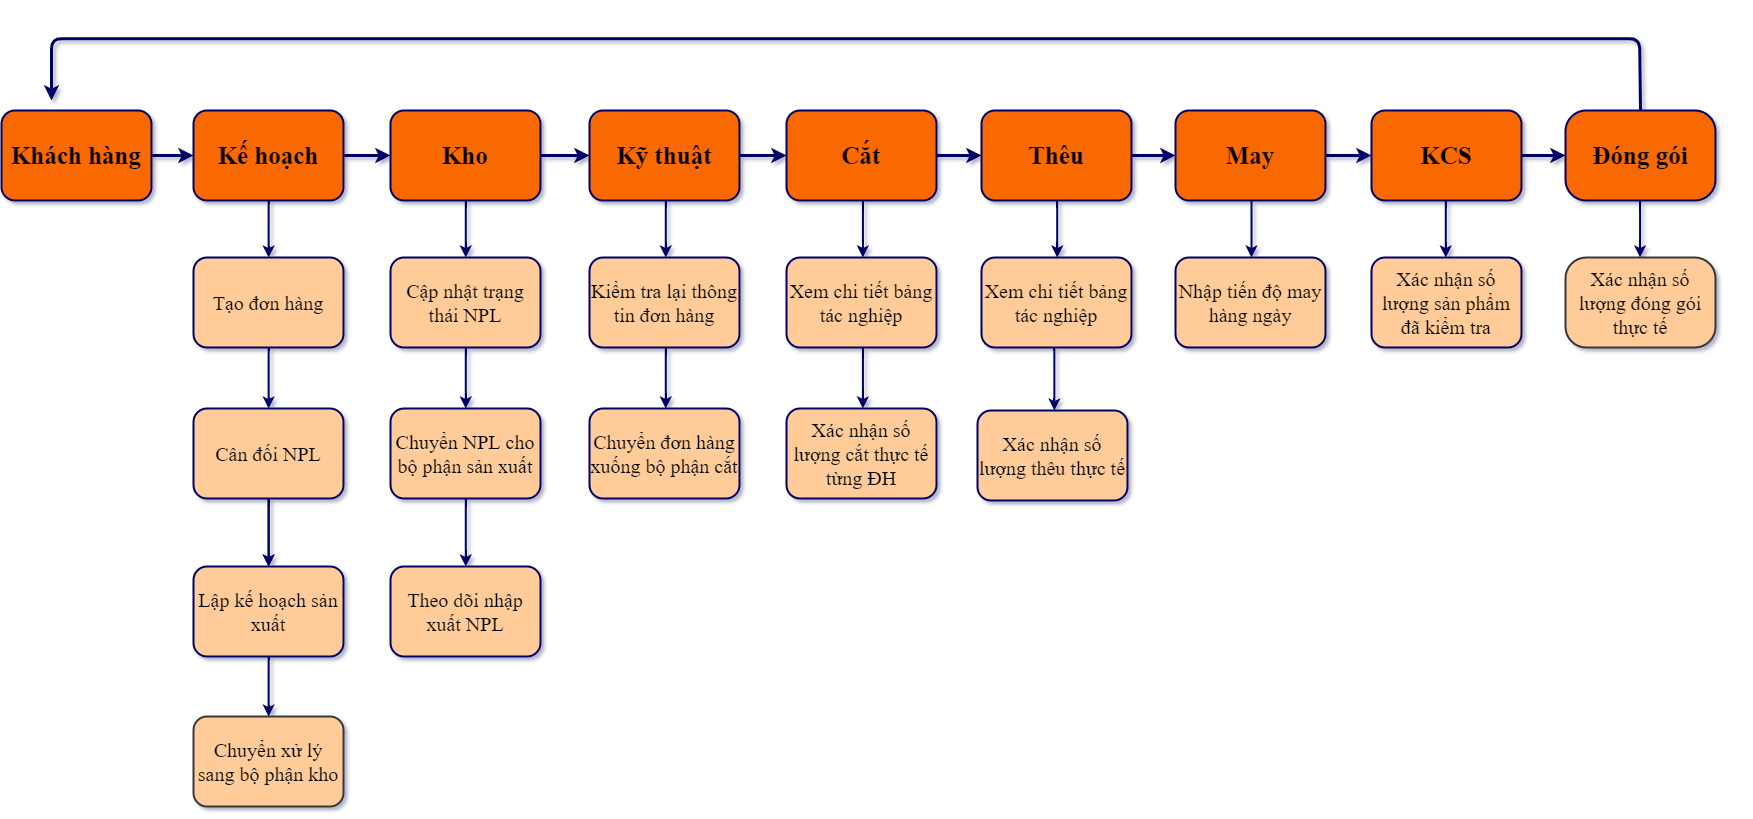 Khách hàng
Kế hoạch
Kho
Kỹ thuật
Cắt
Thêu
May
KCS
Đóng gói
Tạo đơn hàng
Cập nhật trạng
thái NPL
Kiểm tra lại thông
tin đơn hàng
Xem chi tiết bảng
tác nghiệp
Xem chi tiết bảng
tác nghiệp
Nhập tiến độ may
hàng ngày
Xác nhận số
lượng sản phẩm
đã kiểm tra
Xác nhận số
lượng đóng gói
thực tế
Cân đối NPL
Chuyển NPL cho
bộ phận sản xuất
Chuyển đơn hàng
xuống bộ phận cắt
Xác nhận số
lượng cắt thực tế
từng ĐH
Xác nhận số
lượng thêu thực tế
Lập kế hoạch sản
xuất
Theo dõi nhập
xuất NPL
Chuyển xử lý
sang bộ phận kho